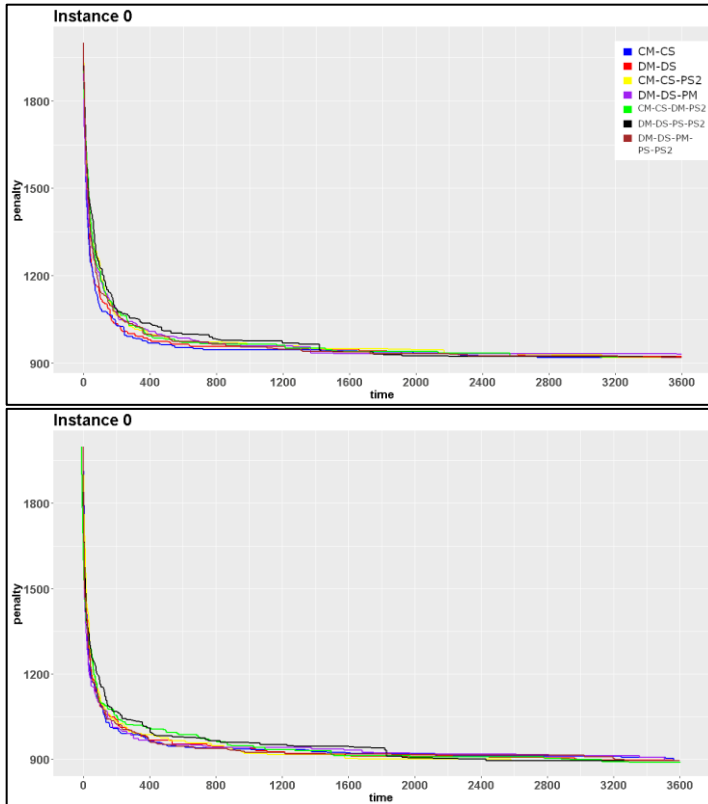 Instance 0
1800
1500
1200
900
penalty
0 400 800 1200 1600 2000 2400 2800 3200 3600
time
CM-CS
DM-DS
CM-CS-PS2
DM-DS-PM
CM-CS-DM-PS2
DM-DS-PS-PS2
DM-DS-PM-
PS-PS2
Instance 0
1800
1500
1200
900
penalty
0 400 800 1200 1600 2000 2400 2800 3200 3600
time